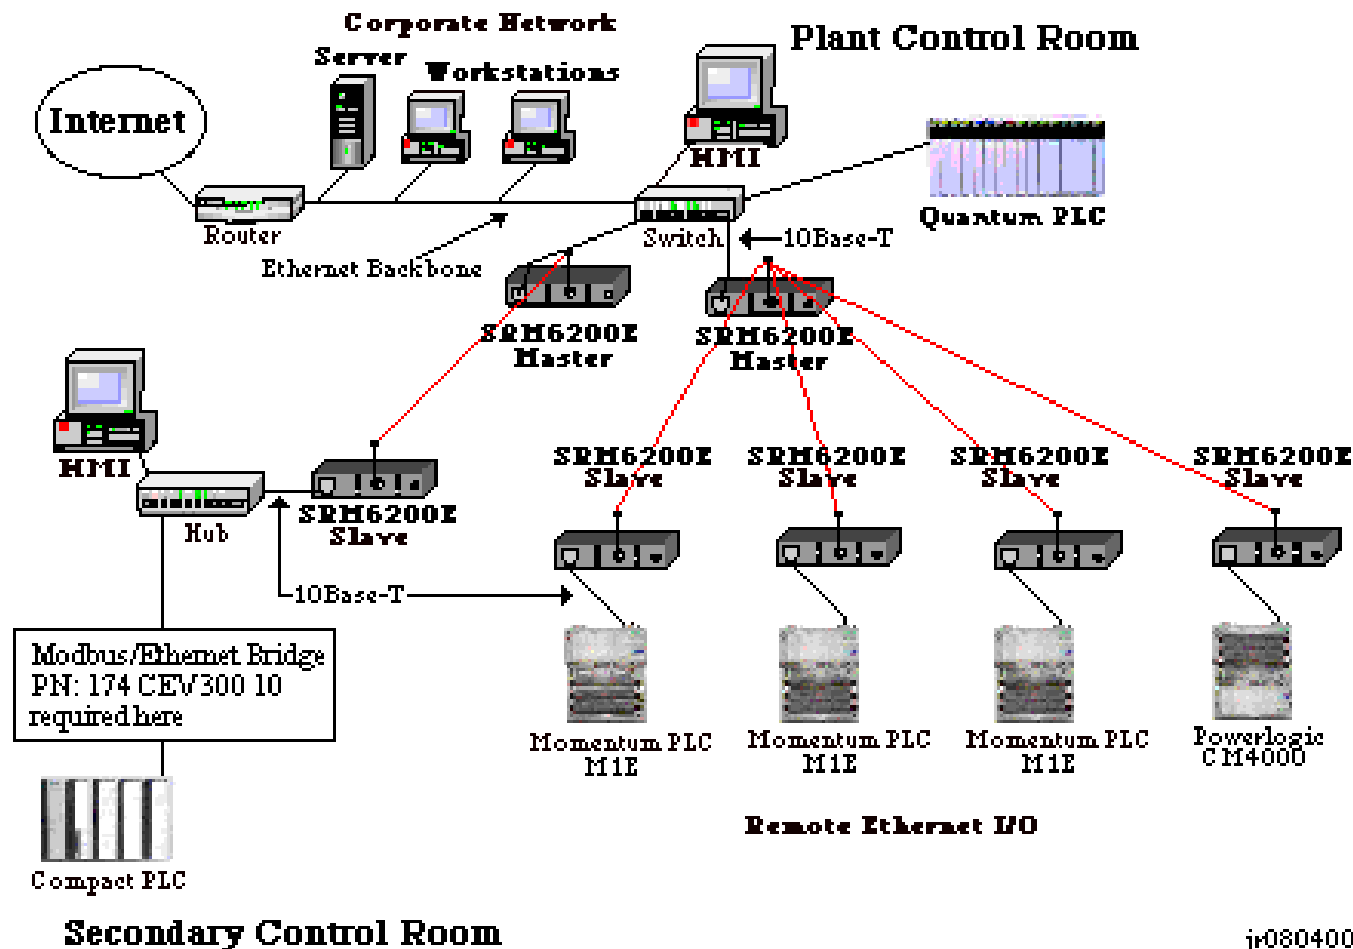 Corporate Network
Plant Control Room
Server
Workstations
Internet
HMI
Quantum PLC
Router
Switch
10Base-T
Ethernet Backbone
SRM6200E
Master
SRM6200E
Master
HMI
SRM6200E
Slave
SRM6200E
Slave
SRM6200E
Slave
SRM6200E
Slave
Hub
SRM6200E
Slave
10Base-T
Modbus/Ethernet Bridge
PN: 174 CEV 300 10
required here
Momentum PLC
M1E
Momentum PLC
M1E
Momentum PLC
M1E
Powerlogic
CM4000
Remote Ethernet I/O
Compact PLC
Secondary Control Room
jr080400